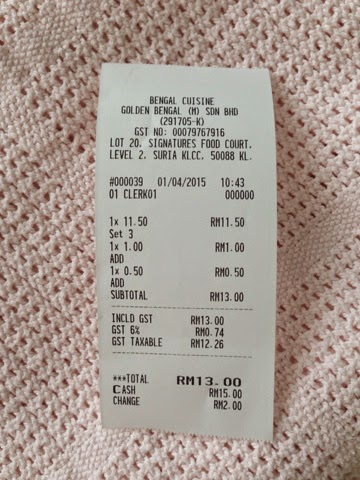 BENGAL CUISINE
GOLDEN BENGAL (M) SDN BHD
(291705-K)
GST NO: 00079767916
LOT 20, SIGNATURES FOOD COURT,
LEVEL 2, SURIA KLCC, 50088 KL.
#000039 01/04/2015 10:43
01 CLERK01 000000
1x 11.50 RM11.50
Set 3
1x 1.00 RM1.00
ADD
1x 0.50 RM0.50
ADD
SUBTOTAL RM13.00
INCLD GST RM13.00
GST 6% RM0.74
GST TAXABLE RM12.26
***TOTAL RM13.00
CASH RM15.00
CHANGE RM2.00